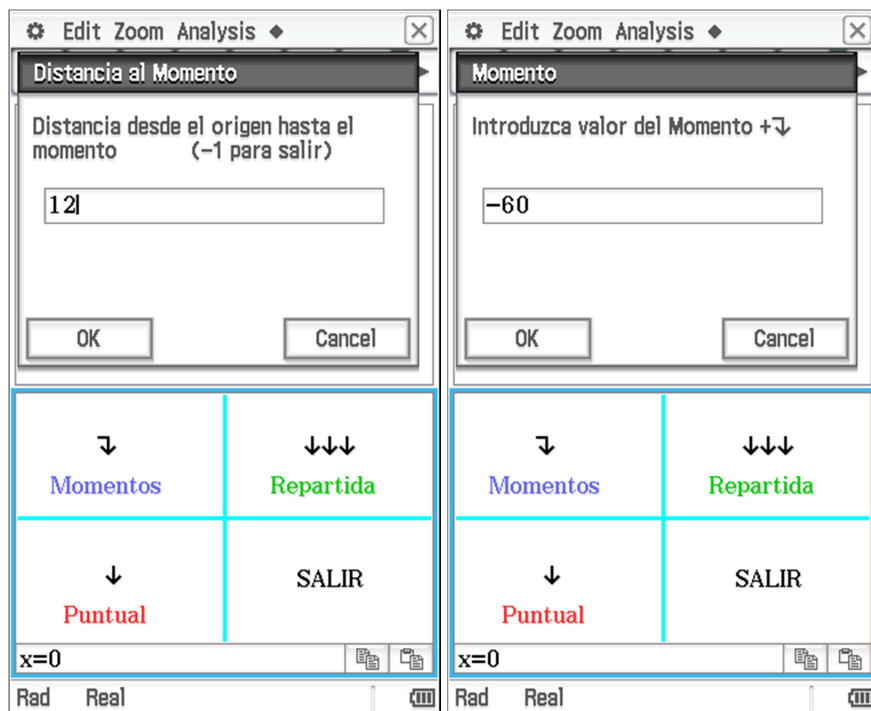 Edit Zoom Analysis ◆
Distancia al Momento
Distancia desde el origen hasta el
momento (-1 para salir)
12
OK Cancel
Momentos Repartida
Puntual SALIR
x=0
Rad Real
Edit Zoom Analysis ◆
Momento
Introduzca valor del Momento +↴
-60
OK Cancel
Momentos Repartida
Puntual SALIR
x=0
Rad Real